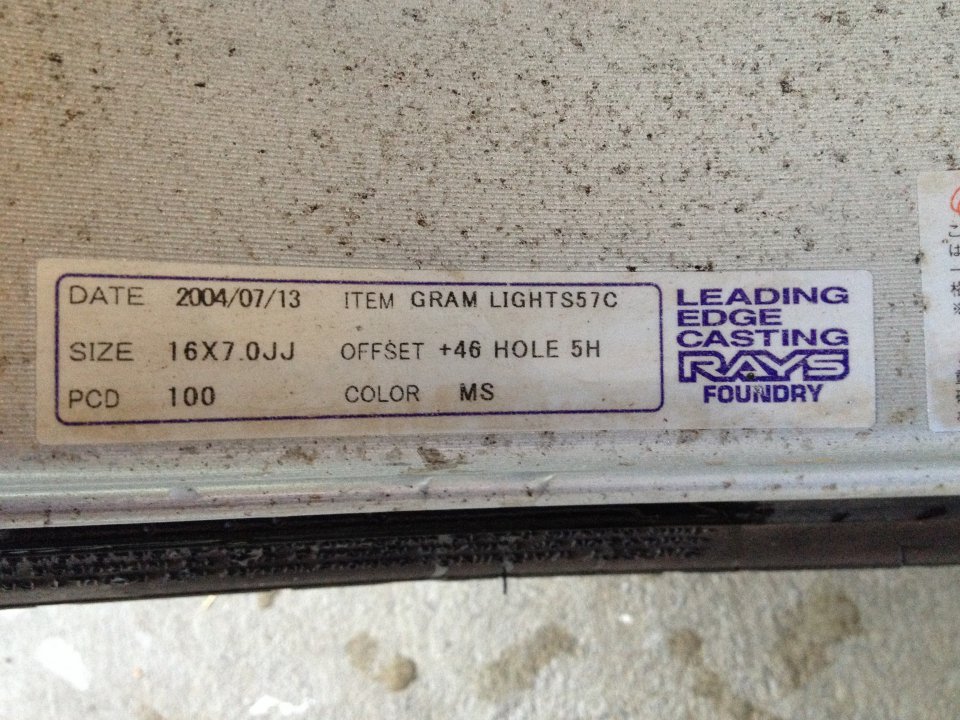 DATE 2004/07/13 ITEM GRAM LIGHTS57C
SIZE 16X7.0JJ OFFSET +46 HOLE 5H
PCD 100 COLOR MS
LEADING
EDGE
CASTING
RAYS
FOUNDRY